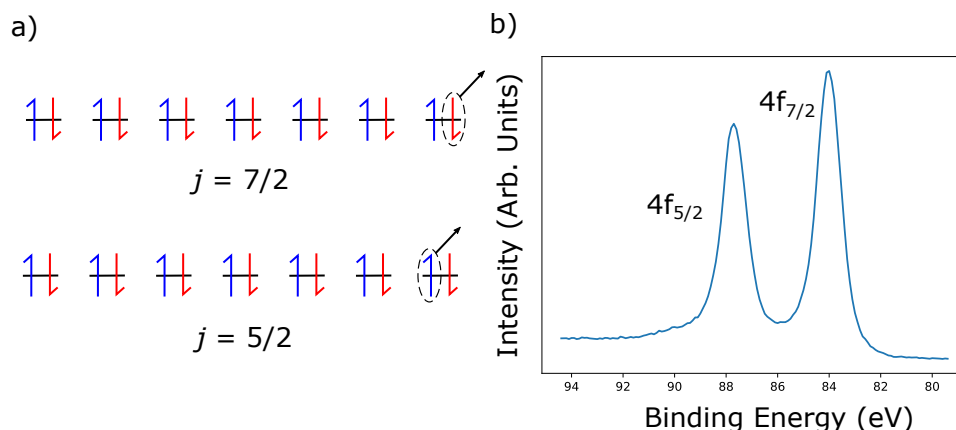 a)
j = 7/2
j = 5/2
b)
Intensity (Arb. Units)
4f5/2
4f7/2
94 92 90 88 86 84 82 80
Binding Energy (eV)